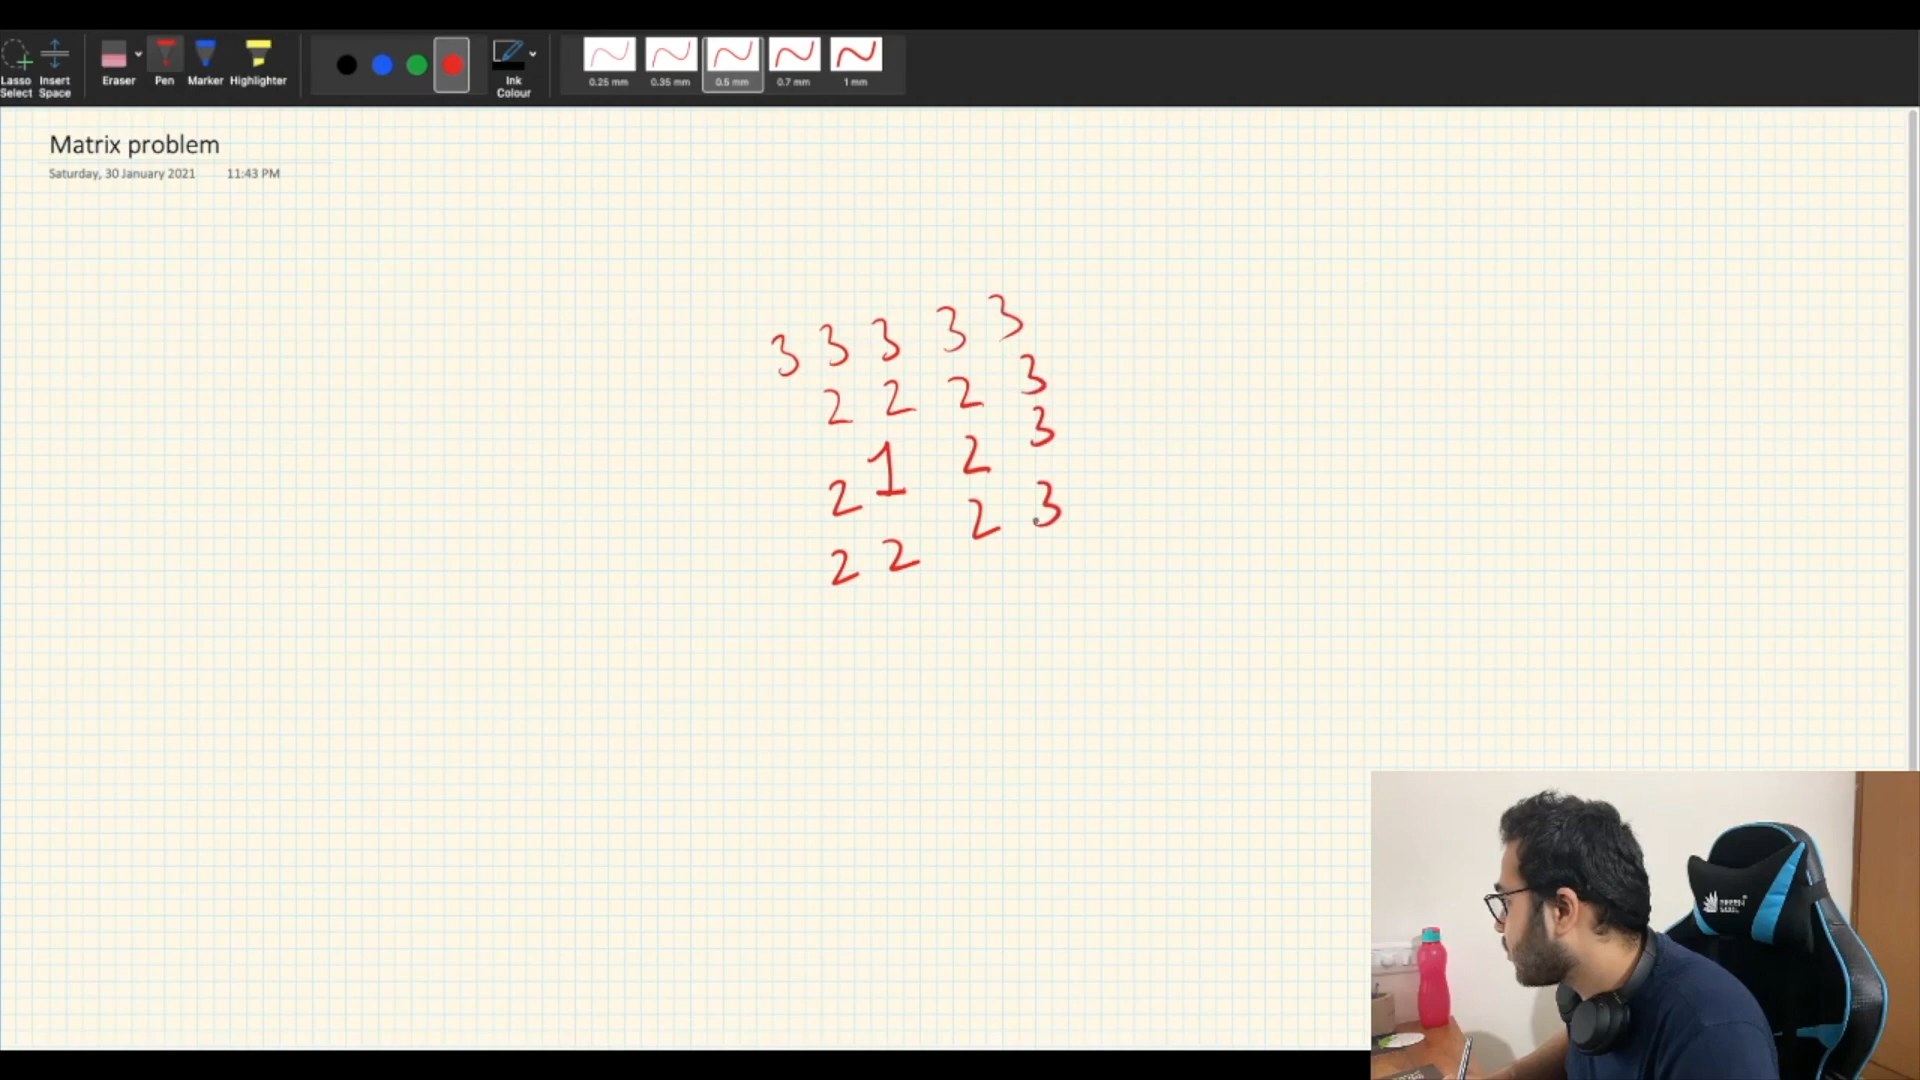 Lasso Select
Insert Space
Eraser
Pen
Marker
Highlighter
Ink Colour
0.25 mm
0.35 mm
0.5 mm
0.7 mm
1 mm
Matrix problem
Saturday, 30 January 2021 11:43 PM
3 3 3 3 3
2 2 2 3
2 1 2 3
2 2 2 3